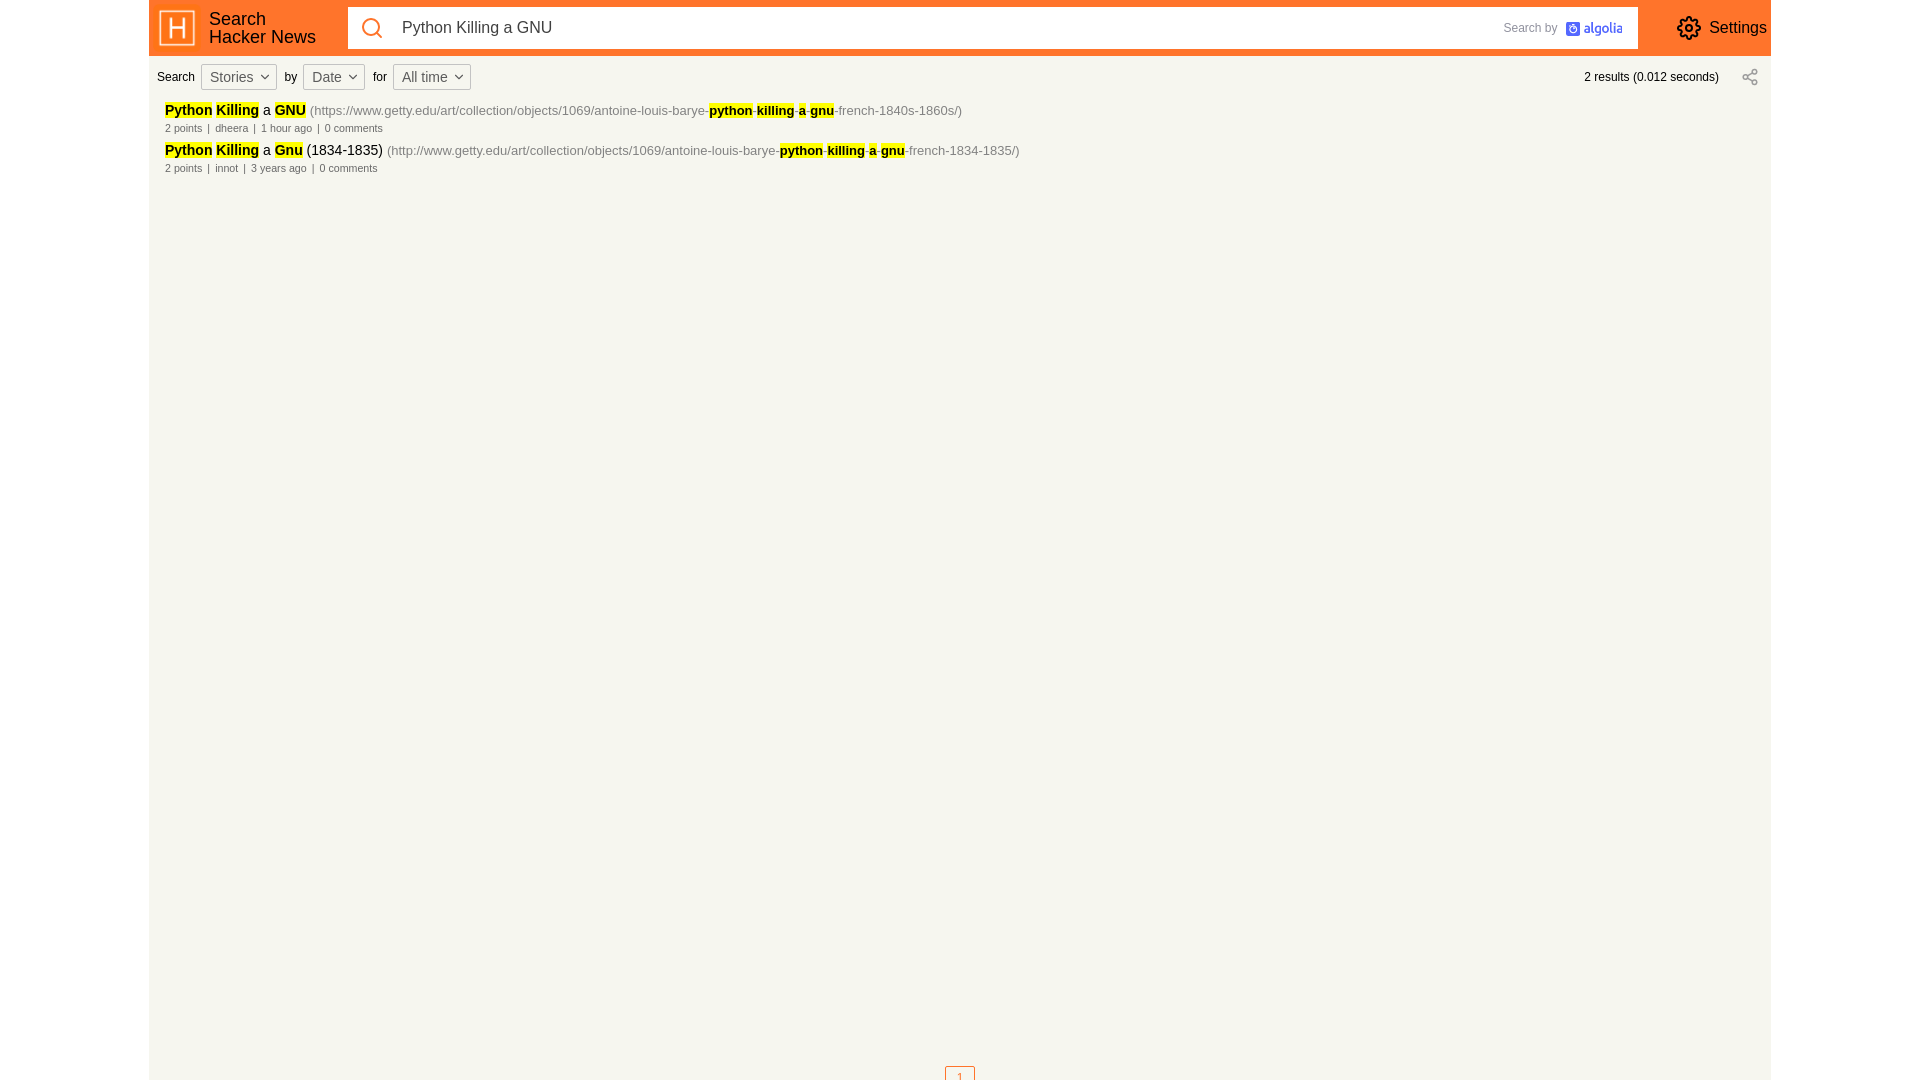 H
Search
Hacker News
Python Killing a GNU
Search by algolia
Settings
Search Stories by Date for All time
2 results (0.012 seconds)
Python Killing a GNU (https://www.getty.edu/art/collection/objects/1069/antoine-louis-barye-python-killing-a-gnu-french-1840s-1860s/)
2 points | dheera | 1 hour ago | 0 comments
Python Killing a Gnu (1834-1835) (http://www.getty.edu/art/collection/objects/1069/antoine-louis-barye-python-killing-a-gnu-french-1834-1835/)
2 points | innot | 3 years ago | 0 comments
1